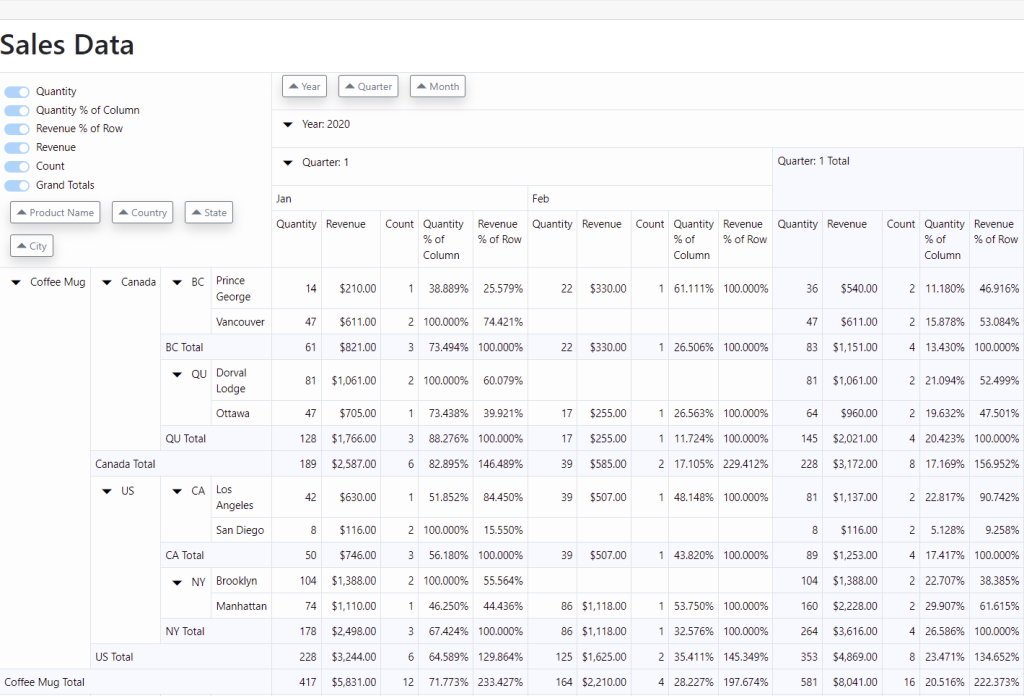 Sales Data
Quantity
Quantity % of Column
Revenue % of Row
Revenue
Count
Grand Totals
Product Name Country State
City
Year Quarter Month
Year: 2020
Quarter: 1 Quarter: 1 Total
Jan Feb
Quantity Revenue Count Quantity % of Column Revenue % of Row Quantity Revenue Count Quantity % of Column Revenue % of Row Quantity Revenue Count Quantity % of Column Revenue % of Row
Coffee Mug Canada BC Prince George 14 $210.00 1 38.889% 25.579% 22 $330.00 1 61.111% 100.000% 36 $540.00 2 11.180% 46.916%
Vancouver 47 $611.00 2 100.000% 74.421% 47 $611.00 2 15.878% 53.084%
BC Total 61 $821.00 3 73.494% 100.000% 22 $330.00 1 26.506% 100.000% 83 $1,151.00 4 13.430% 100.000%
QU Dorval Lodge 81 $1,061.00 2 100.000% 60.079% 81 $1,061.00 2 21.094% 52.499%
Ottawa 47 $705.00 1 73.438% 39.921% 17 $255.00 1 26.563% 100.000% 64 $960.00 2 19.632% 47.501%
QU Total 128 $1,766.00 3 88.276% 100.000% 17 $255.00 1 11.724% 100.000% 145 $2,021.00 4 20.423% 100.000%
Canada Total 189 $2,587.00 6 82.895% 146.489% 39 $585.00 2 17.105% 229.412% 228 $3,172.00 8 17.169% 156.952%
US CA Los Angeles 42 $630.00 1 51.852% 84.450% 39 $507.00 1 48.148% 100.000% 81 $1,137.00 2 22.817% 90.742%
San Diego 8 $116.00 2 100.000% 15.550% 8 $116.00 2 5.128% 9.258%
CA Total 50 $746.00 3 56.180% 100.000% 39 $507.00 1 43.820% 100.000% 89 $1,253.00 4 17.417% 100.000%
NY Brooklyn 104 $1,388.00 2 100.000% 55.564% 104 $1,388.00 2 22.707% 38.385%
Manhattan 74 $1,110.00 1 46.250% 44.436% 86 $1,118.00 1 53.750% 100.000% 160 $2,228.00 2 29.907% 61.615%
NY Total 178 $2,498.00 3 67.424% 100.000% 86 $1,118.00 1 32.576% 100.000% 264 $3,616.00 4 26.586% 100.000%
US Total 228 $3,244.00 6 64.589% 129.864% 125 $1,625.00 2 35.411% 145.349% 353 $4,869.00 8 23.471% 134.652%
Coffee Mug Total 417 $5,831.00 12 71.773% 233.427% 164 $2,210.00 4 28.227% 197.674% 581 $8,041.00 16 20.516% 222.373%